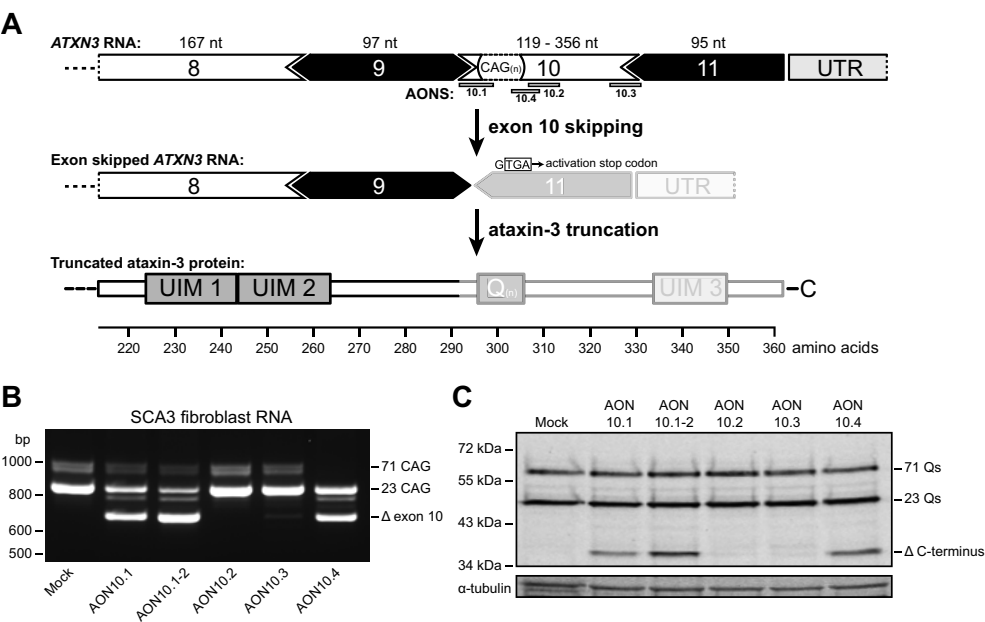 A
ATXN3 RNA: 167 nt 97 nt 119 - 356 nt 95 nt
8 9 CAG(n) 10 11 UTR
AONS: 10.1 10.4 10.2 10.3
exon 10 skipping
Exon skipped ATXN3 RNA: GTGA activation stop codon
8 9 11 UTR
ataxin-3 truncation
Truncated ataxin-3 protein:
UIM 1 UIM 2 Q(n) UIM 3 C
220 230 240 250 260 270 280 290 300 310 320 330 340 350 360 amino acids
B
SCA3 fibroblast RNA
bp
1000
800
600
500
71 CAG
23 CAG
Δ exon 10
Mock AON10.1 AON10.1-2 AON10.2 AON10.3 AON10.4
C
Mock AON 10.1 AON 10.1-2 AON 10.2 AON 10.3 AON 10.4
72 kDa
55 kDa
43 kDa
34 kDa
71 Qs
23 Qs
Δ C-terminus
α-tubulin